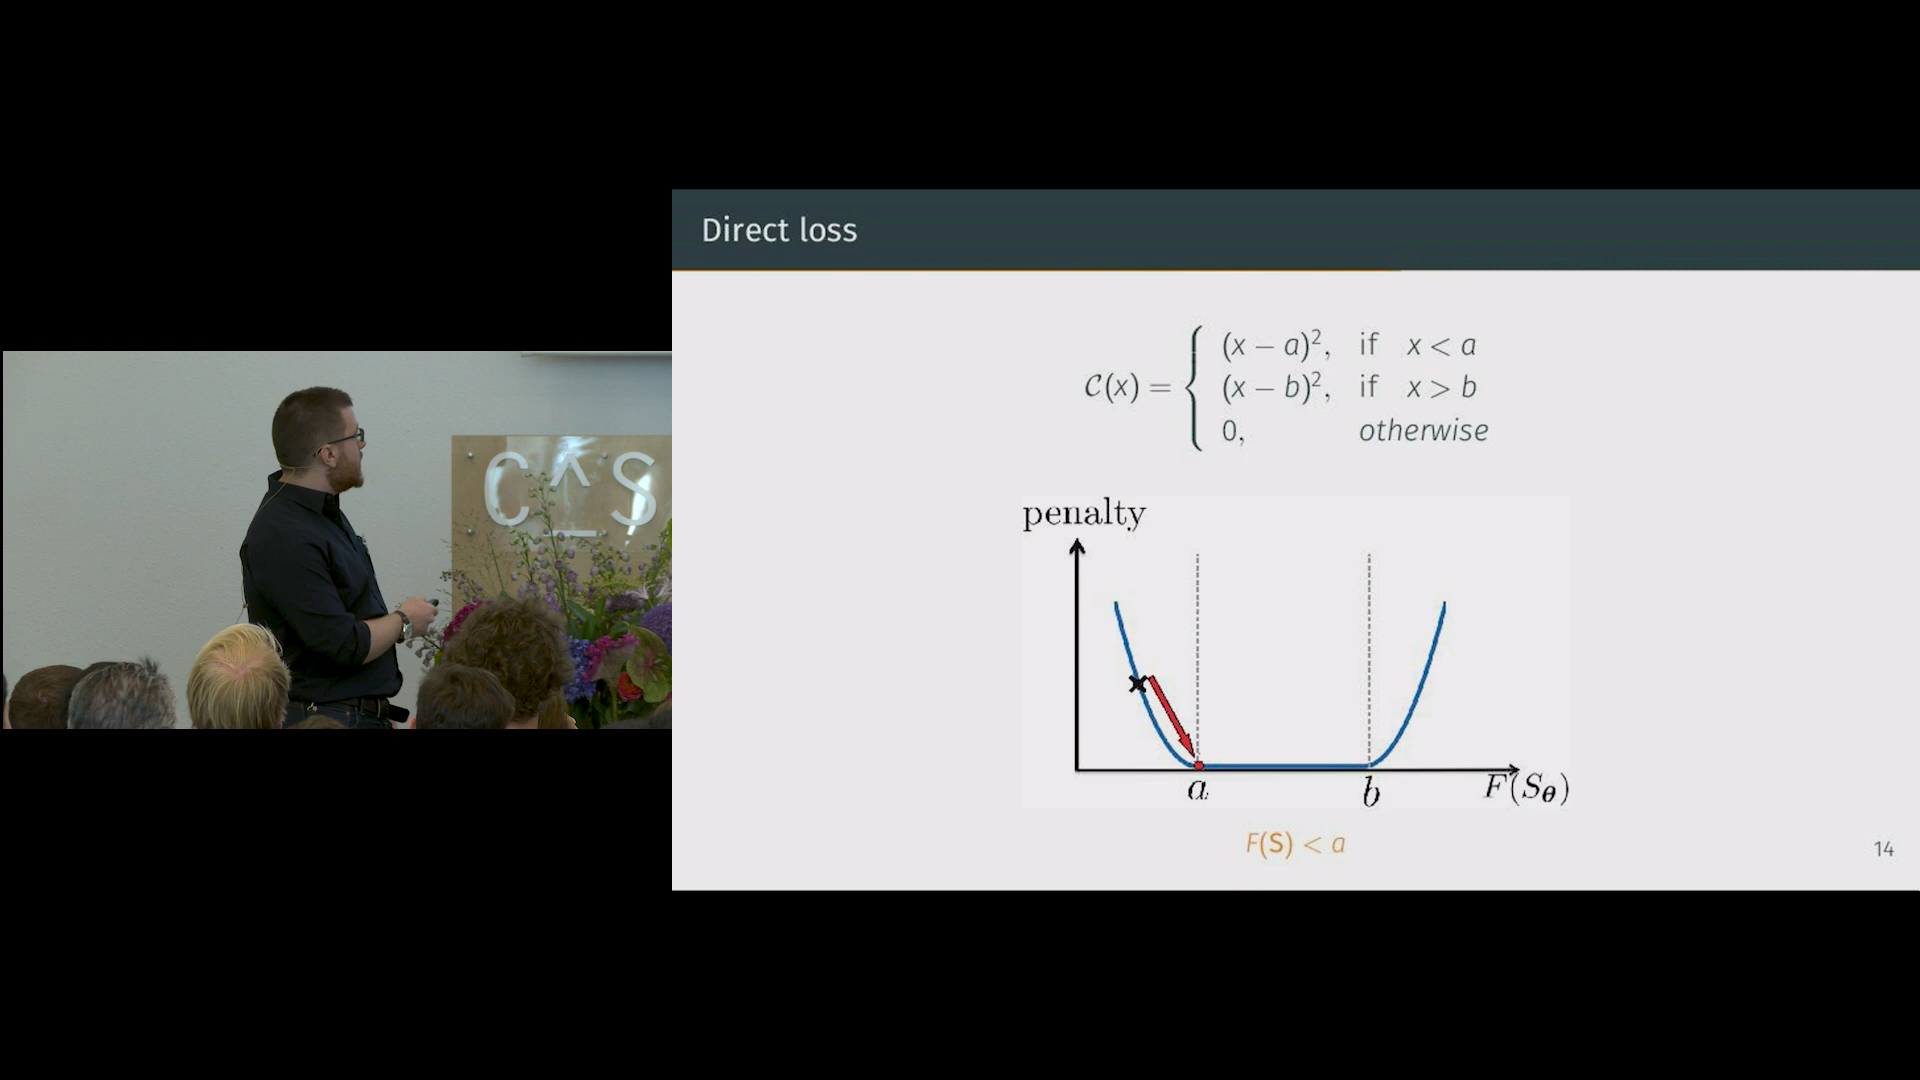 C^S
Direct loss
C(x) = { (x − a)², if x < a
(x − b)², if x > b
0, otherwise
penalty
a
b
F(S_θ)
F(S) < a
14